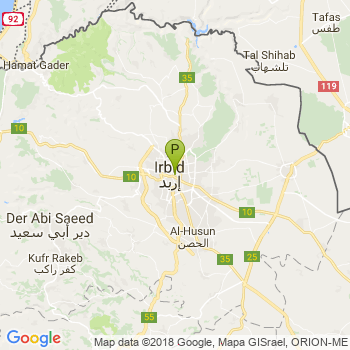 92
Tafas
طفس
Tal Shihab
تلشهاب
Hamat Gader
35
119
10
P
Irbid
إربد
10
Der Abi Saeed
دير أبي سعيد
10
Al-Husun
الحصن
Kufr Rakeb
كفر راكب
35
25
55
Google
Map data ©2018 Google, Mapa GISrael, ORION-ME